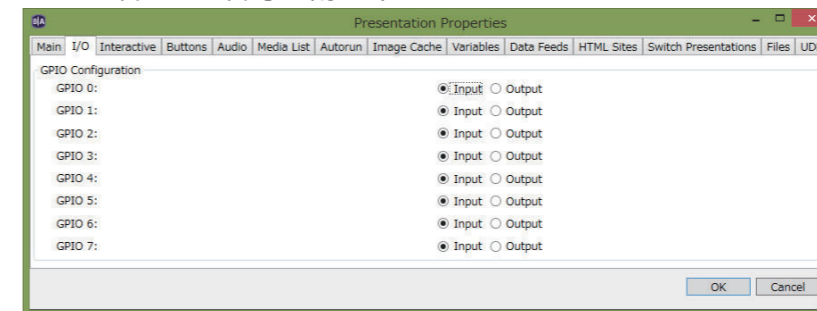 B|A Presentation Properties
Main I/O Interactive Buttons Audio Media List Autorun Image Cache Variables Data Feeds HTML Sites Switch Presentations Files UD
GPIO Configuration
GPIO 0: Input Output
GPIO 1: Input Output
GPIO 2: Input Output
GPIO 3: Input Output
GPIO 4: Input Output
GPIO 5: Input Output
GPIO 6: Input Output
GPIO 7: Input Output
OK Cancel